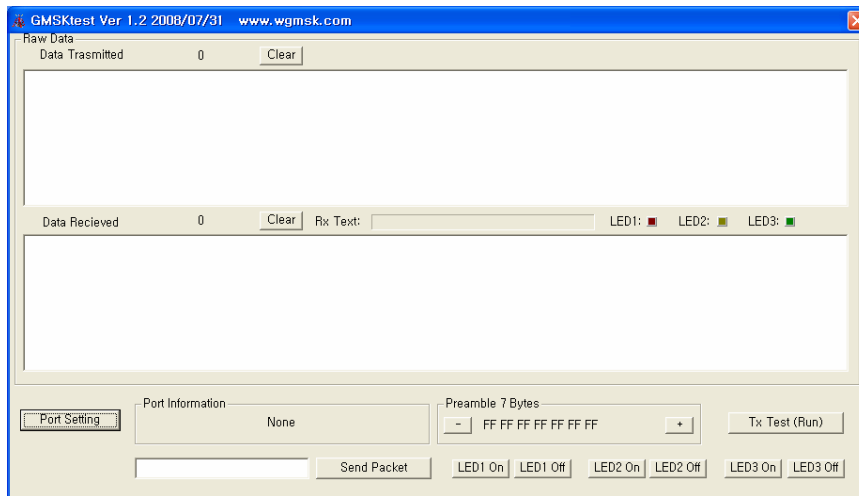 GMSKtest Ver 1.2 2008/07/31 www.wgmsk.com
Raw Data
Data Trasmitted 0 Clear
Data Recieved 0 Clear Rx Text: LED1: LED2: LED3:
Port Setting
Port Information
None
Preamble 7 Bytes
- FF FF FF FF FF FF FF +
Tx Test (Run)
Send Packet LED1 On LED1 Off LED2 On LED2 Off LED3 On LED3 Off